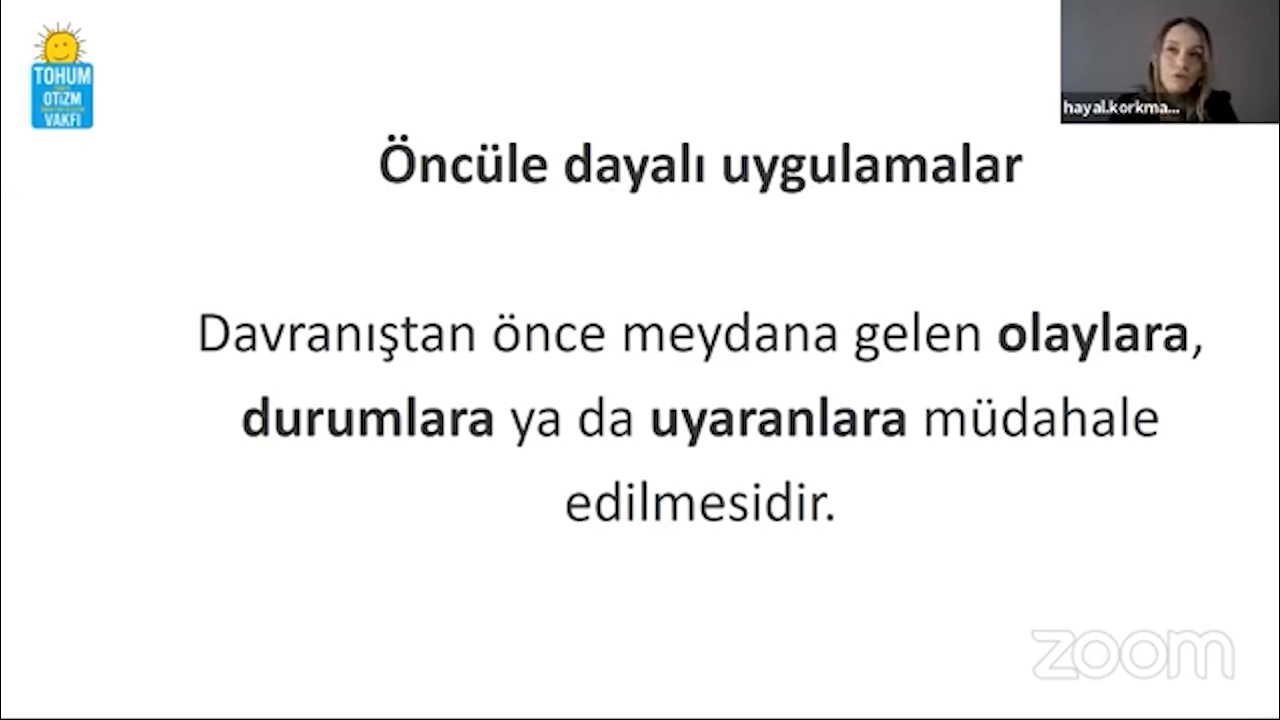 TOHUM
OTİZM
VAKFI
hayal.korkma...
Öncüle dayalı uygulamalar
Davranıştan önce meydana gelen olaylara,
durumlara ya da uyaranlara müdahale
edilmesidir.
zoom